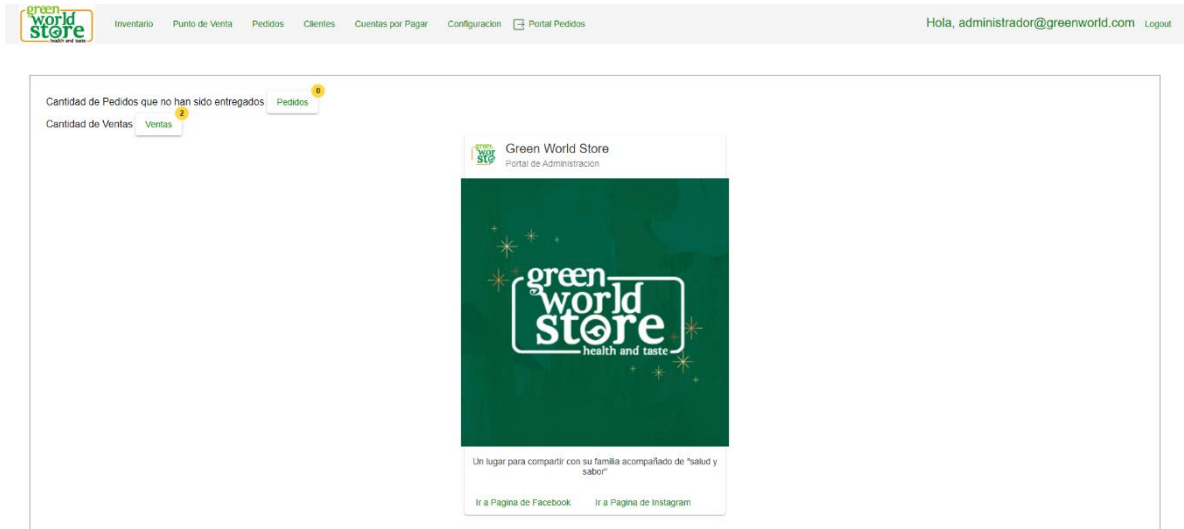 green
world
store
health and taste
Inventario Punto de Venta Pedidos Clientes Cuentas por Pagar Configuracion Portal Pedidos
Hola, administrador@greenworld.com Logout
Cantidad de Pedidos que no han sido entregados Pedidos 0
Cantidad de Ventas Ventas 2
green
wor
sto
Green World Store
Portal de Administracion
green
world
store
health and taste
Un lugar para compartir con su familia acompañado de "salud y
sabor"
Ir a Pagina de Facebook Ir a Pagina de Instagram